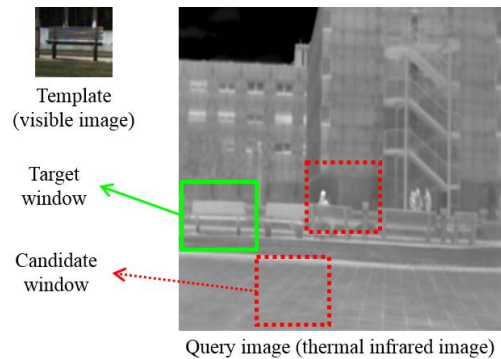 Template
(visible image)
Target
window
Candidate
window
Query image (thermal infrared image)